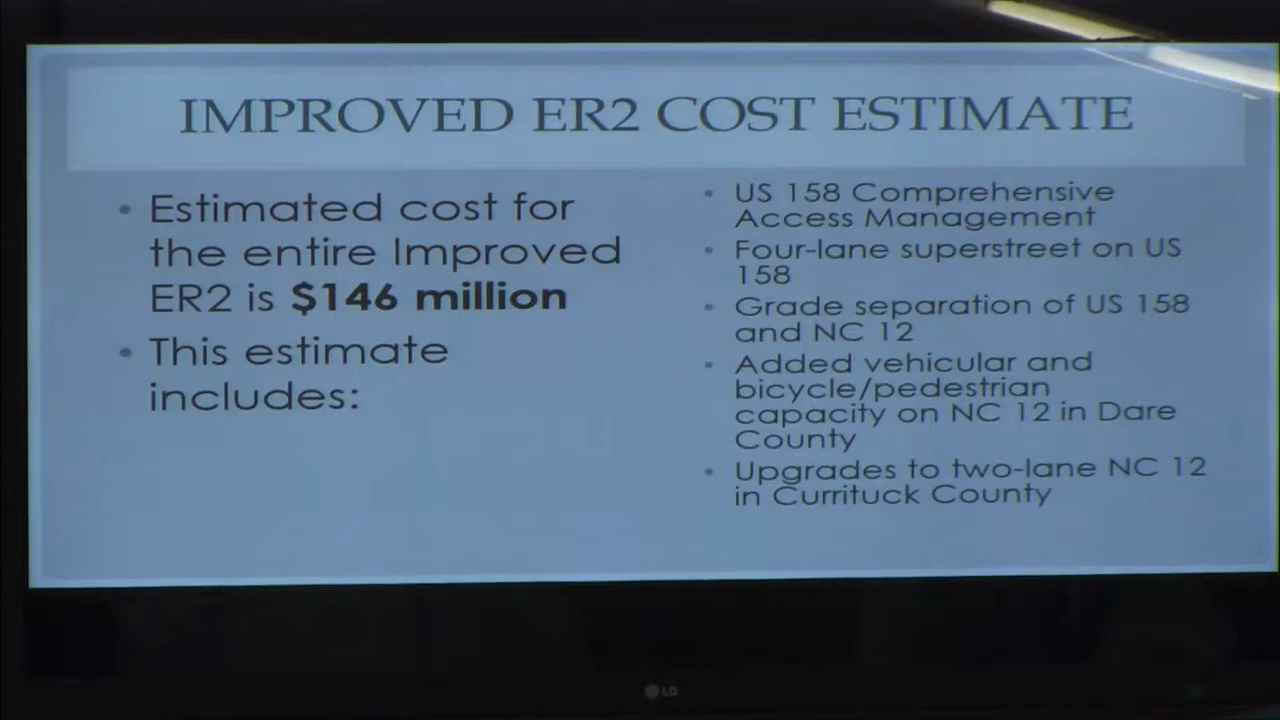 IMPROVED ER2 COST ESTIMATE
• Estimated cost for
the entire Improved
ER2 is $146 million
• This estimate
includes:
• US 158 Comprehensive
Access Management
• Four-lane superstreet on US
158
• Grade separation of US 158
and NC 12
• Added vehicular and
bicycle/pedestrian
capacity on NC 12 in Dare
County
• Upgrades to two-lane NC 12
in Currituck County
LG